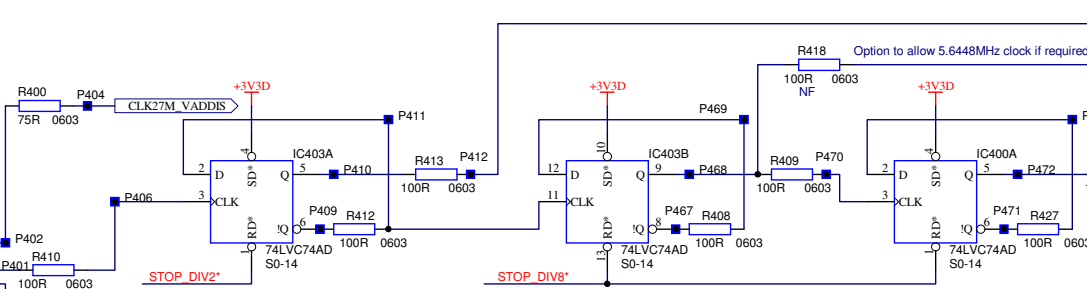 R418
Option to allow 5.6448MHz clock if required
100R 0603
NF
+3V3D
+3V3D
+3V3D
R400
P404
CLK27M_VADDIS
75R 0603
P411
P469
4
10
4
IC403A
IC403B
IC400A
2 D SD* Q 5
P410
R413
P412
100R 0603
12 D SD* Q 9
P468
R409
P470
100R 0603
2 D SD* Q 5
P472
P406
3 CLK
11 CLK
3 CLK
RD* !Q 6
P409
R412
100R 0603
RD* !Q 8
P467
R408
100R 0603
RD* !Q 6
P471
R427
100R 0603
P402
P401
R410
100R 0603
1
74LVC74AD
SO-14
13
74LVC74AD
SO-14
1
74LVC74AD
SO-14
STOP_DIV2*
STOP_DIV8*